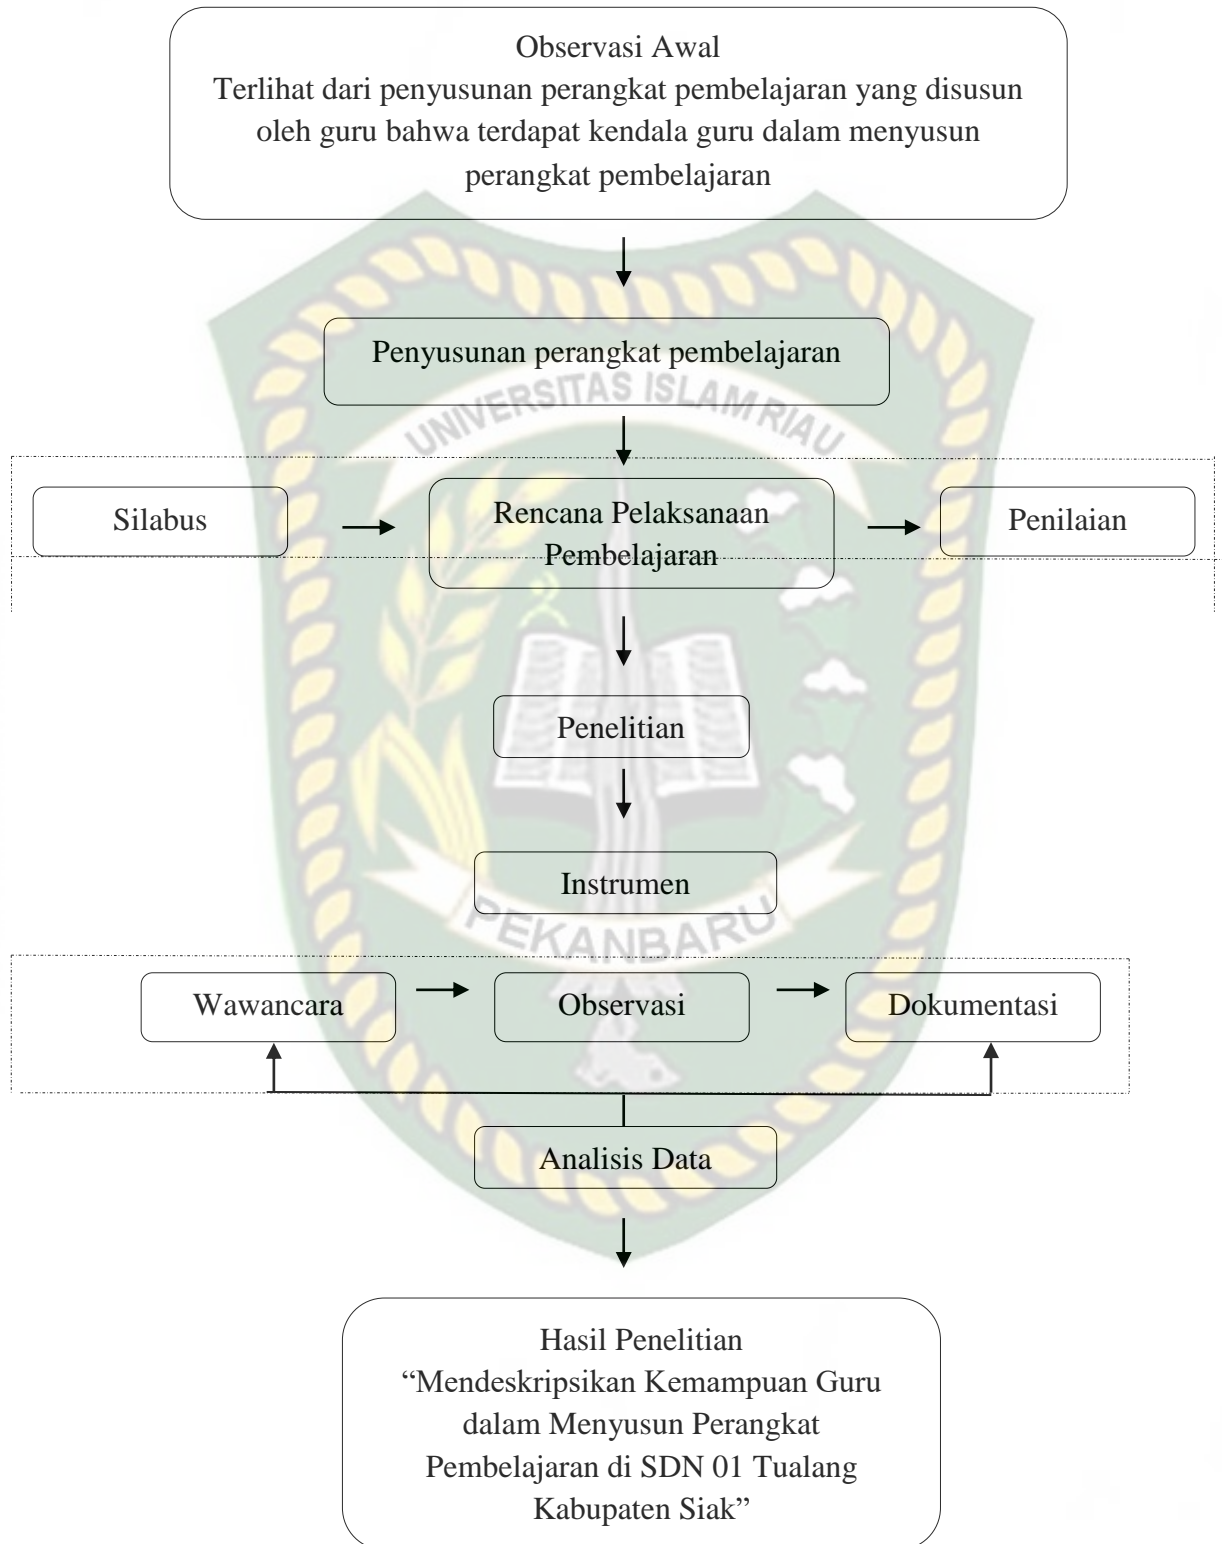 Observasi Awal
Terlihat dari penyusunan perangkat pembelajaran yang disusun
oleh guru bahwa terdapat kendala guru dalam menyusun
perangkat pembelajaran
Penyusunan perangkat pembelajaran
UNIVERSITAS ISLAM RIAU
Silabus
Rencana Pelaksanaan
Pembelajaran
Penilaian
Penelitian
Instrumen
PEKANBARU
Wawancara
Observasi
Dokumentasi
Analisis Data
Hasil Penelitian
“Mendeskripsikan Kemampuan Guru
dalam Menyusun Perangkat
Pembelajaran di SDN 01 Tualang
Kabupaten Siak”